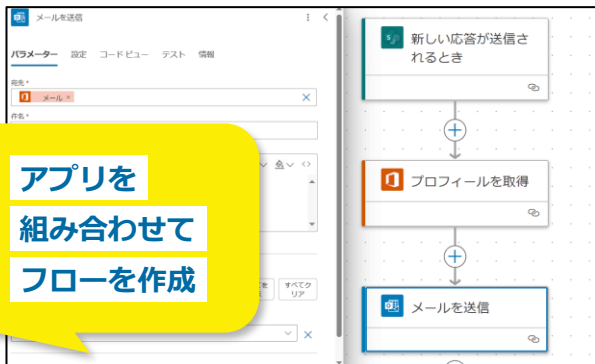 メールを送信
パラメーター 設定 コードビュー テスト 情報
宛先 *
メール ×
件名 *
アプリを
組み合わせて
フローを作成
すべてク
リア
新しい応答が送信さ
れるとき
プロフィールを取得
メールを送信